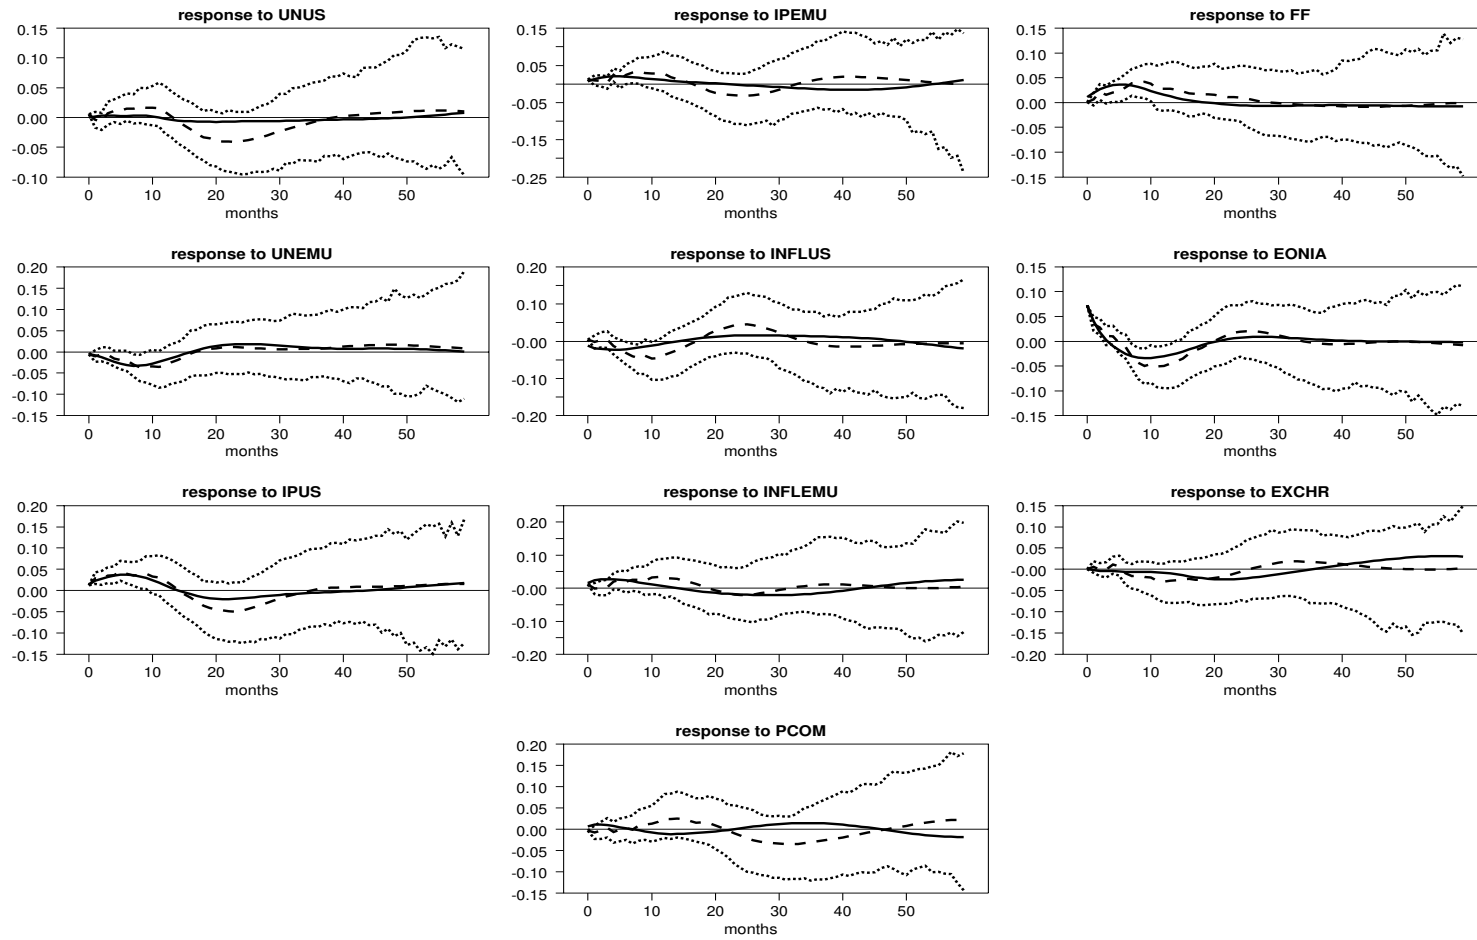 response to UNUS
0.15
0.10
0.05
0.00
-0.05
-0.10
0 10 20 30 40 50
months
response to IPEMU
0.15
0.05
-0.05
-0.15
-0.25
0 10 20 30 40 50
months
response to FF
0.15
0.10
0.05
0.00
-0.05
-0.10
-0.15
0 10 20 30 40 50
months
response to UNEMU
0.20
0.15
0.10
0.05
0.00
-0.05
-0.10
-0.15
0 10 20 30 40 50
months
response to INFLUS
0.20
0.10
-0.00
-0.10
-0.20
0 10 20 30 40 50
months
response to EONIA
0.15
0.10
0.05
0.00
-0.05
-0.10
-0.15
0 10 20 30 40 50
months
response to IPUS
0.20
0.15
0.10
0.05
0.00
-0.05
-0.10
-0.15
0 10 20 30 40 50
months
response to INFLEMU
0.20
0.10
-0.00
-0.10
-0.20
0 10 20 30 40 50
months
response to EXCHR
0.15
0.10
0.05
-0.00
-0.05
-0.10
-0.15
-0.20
0 10 20 30 40 50
months
response to PCOM
0.20
0.15
0.10
0.05
0.00
-0.05
-0.10
-0.15
0 10 20 30 40 50
months